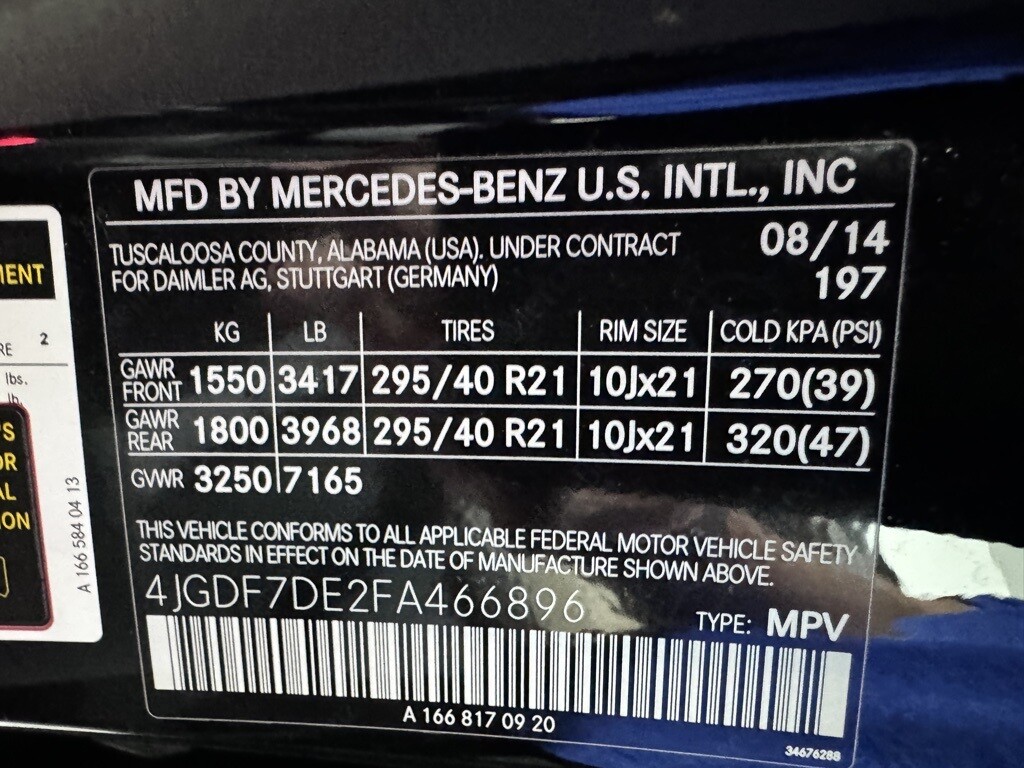 MFD BY MERCEDES-BENZ U.S. INTL., INC
TUSCALOOSA COUNTY, ALABAMA (USA). UNDER CONTRACT
FOR DAIMLER AG, STUTTGART (GERMANY)
08/14
197
KG LB TIRES RIM SIZE COLD KPA (PSI)
GAWR FRONT 1550 3417 295/40 R21 10Jx21 270(39)
GAWR REAR 1800 3968 295/40 R21 10Jx21 320(47)
GVWR 3250 7165
THIS VEHICLE CONFORMS TO ALL APPLICABLE FEDERAL MOTOR VEHICLE SAFETY
STANDARDS IN EFFECT ON THE DATE OF MANUFACTURE SHOWN ABOVE.
4JGDF7DE2FA466896
TYPE: MPV
A 166 817 09 20
34676288
2
lbs.
lb.
A 166 584 04 13